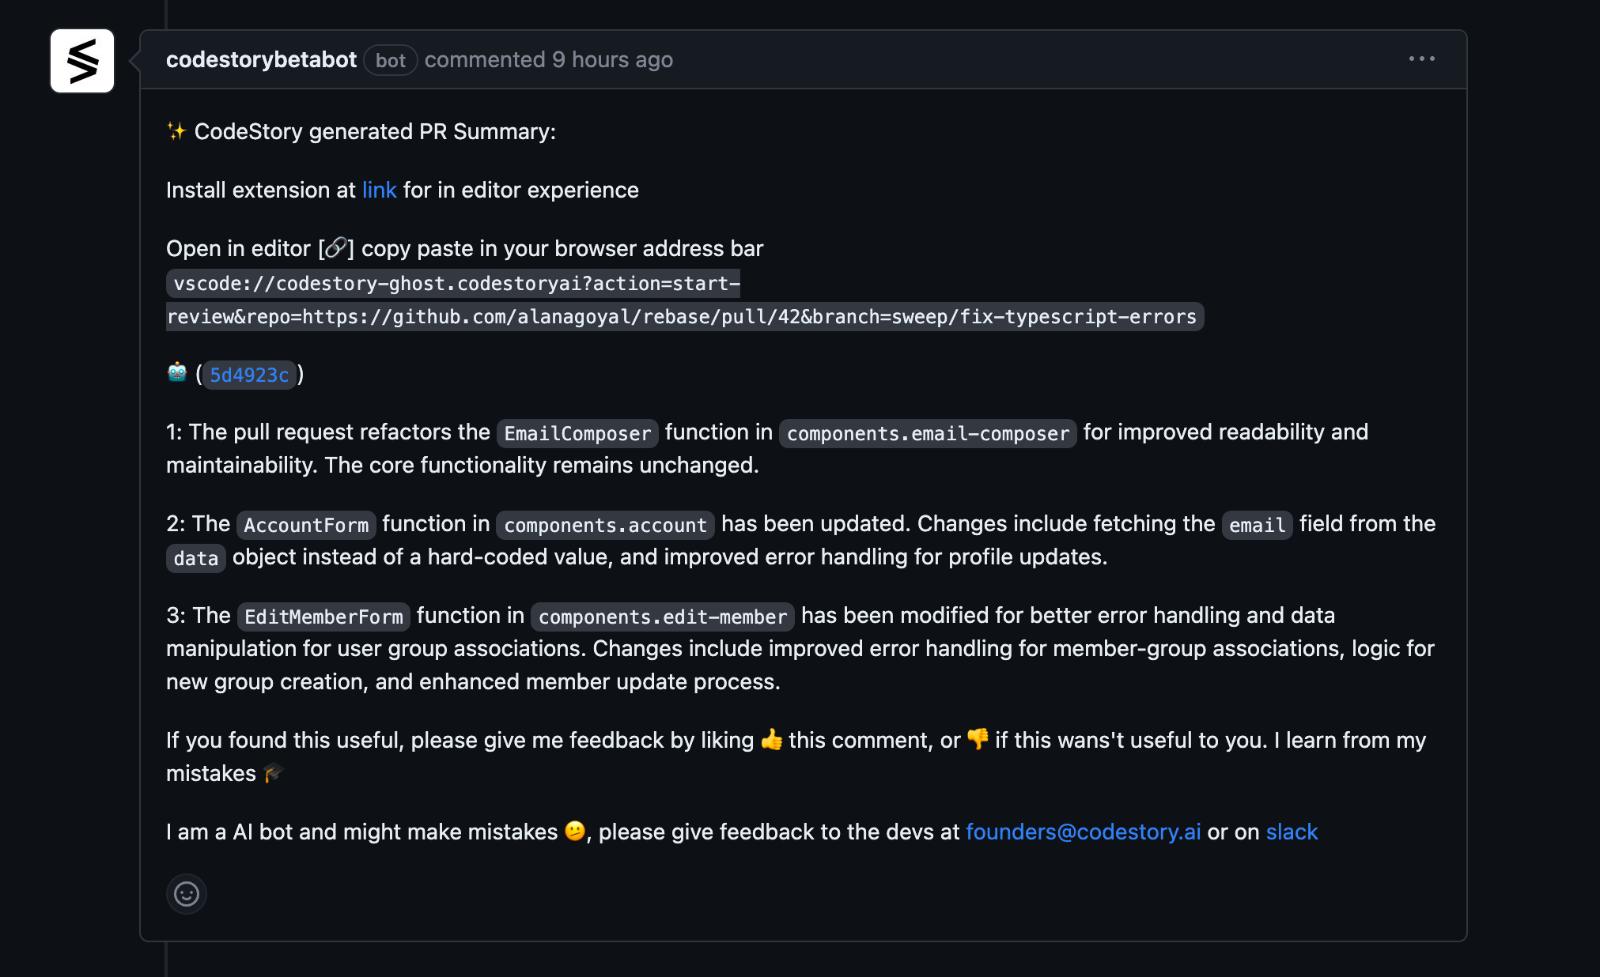 codestorybetabot bot commented 9 hours ago
✨ CodeStory generated PR Summary:
Install extension at link for in editor experience
Open in editor [🔗] copy paste in your browser address bar
vscode://codestory-ghost.codestoryai?action=start-
review&repo=https://github.com/alanagoyal/rebase/pull/42&branch=sweep/fix-typescript-errors
🤖 (5d4923c)
1: The pull request refactors the EmailComposer function in components.email-composer for improved readability and
maintainability. The core functionality remains unchanged.
2: The AccountForm function in components.account has been updated. Changes include fetching the email field from the
data object instead of a hard-coded value, and improved error handling for profile updates.
3: The EditMemberForm function in components.edit-member has been modified for better error handling and data
manipulation for user group associations. Changes include improved error handling for member-group associations, logic for
new group creation, and enhanced member update process.
If you found this useful, please give me feedback by liking 👍 this comment, or 👎 if this wans't useful to you. I learn from my
mistakes 🎓
I am a AI bot and might make mistakes 🫤, please give feedback to the devs at founders@codestory.ai or on slack